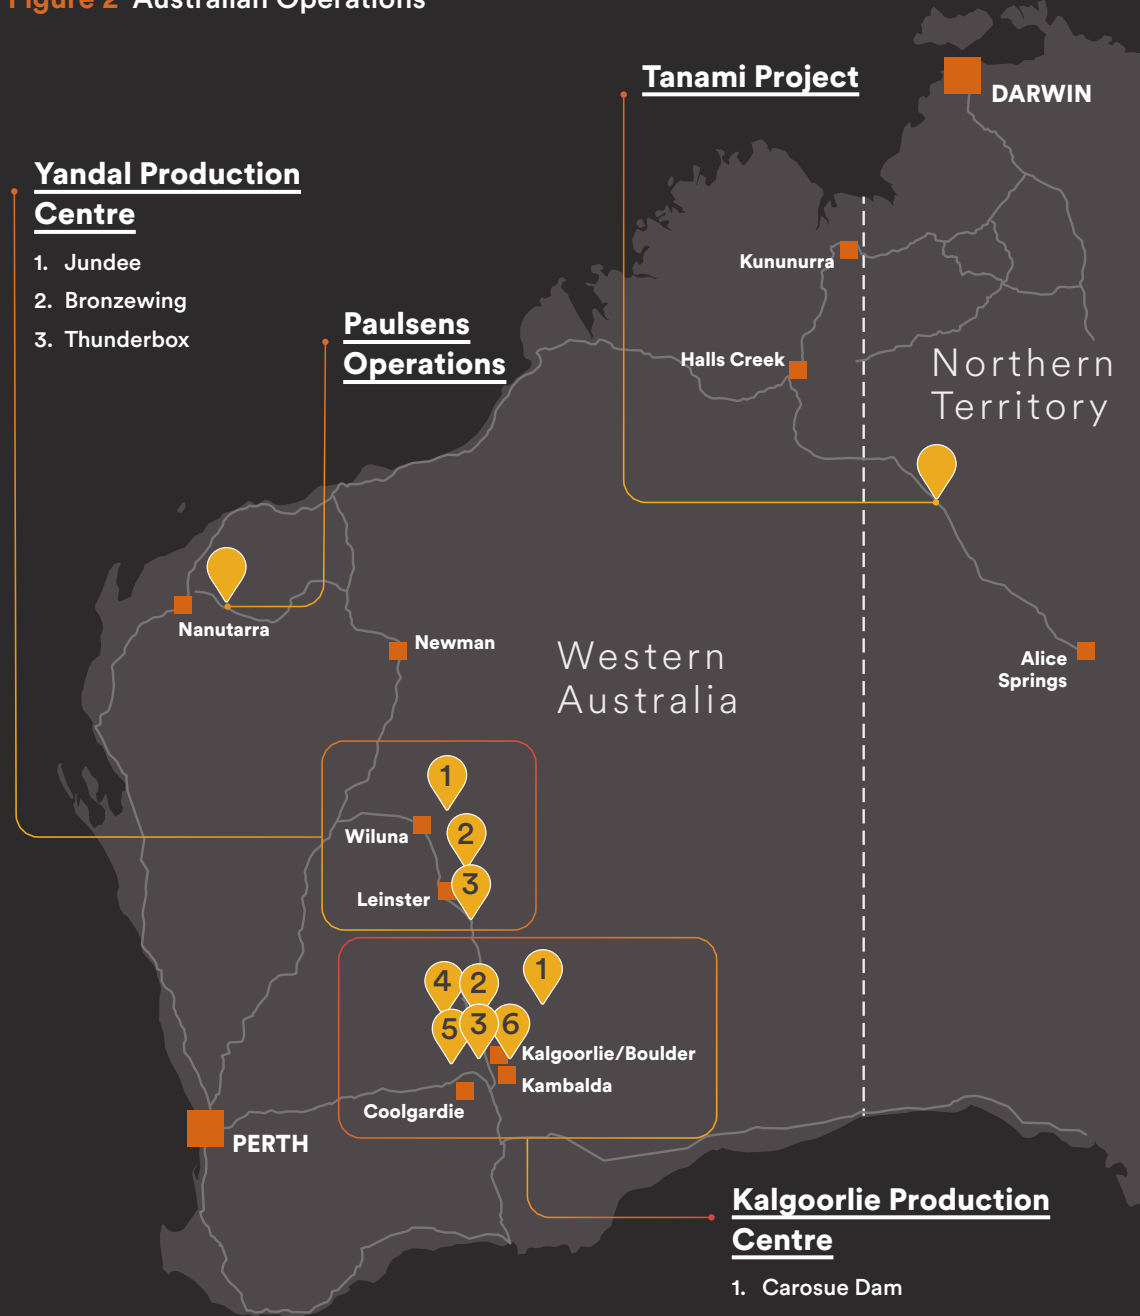 Figure 2 Australian Operations
Tanami Project
DARWIN
Yandal Production
Centre
1. Jundee
2. Bronzewing
3. Thunderbox
Kununurra
Paulsens
Operations
Halls Creek
Northern
Territory
Nanutarra
Newman
Western
Australia
Alice
Springs
1
Wiluna
2
Leinster
3
4
2
1
5
3
6
Kalgoorlie/Boulder
Kambalda
Coolgardie
PERTH
Kalgoorlie Production
Centre
1. Carosue Dam